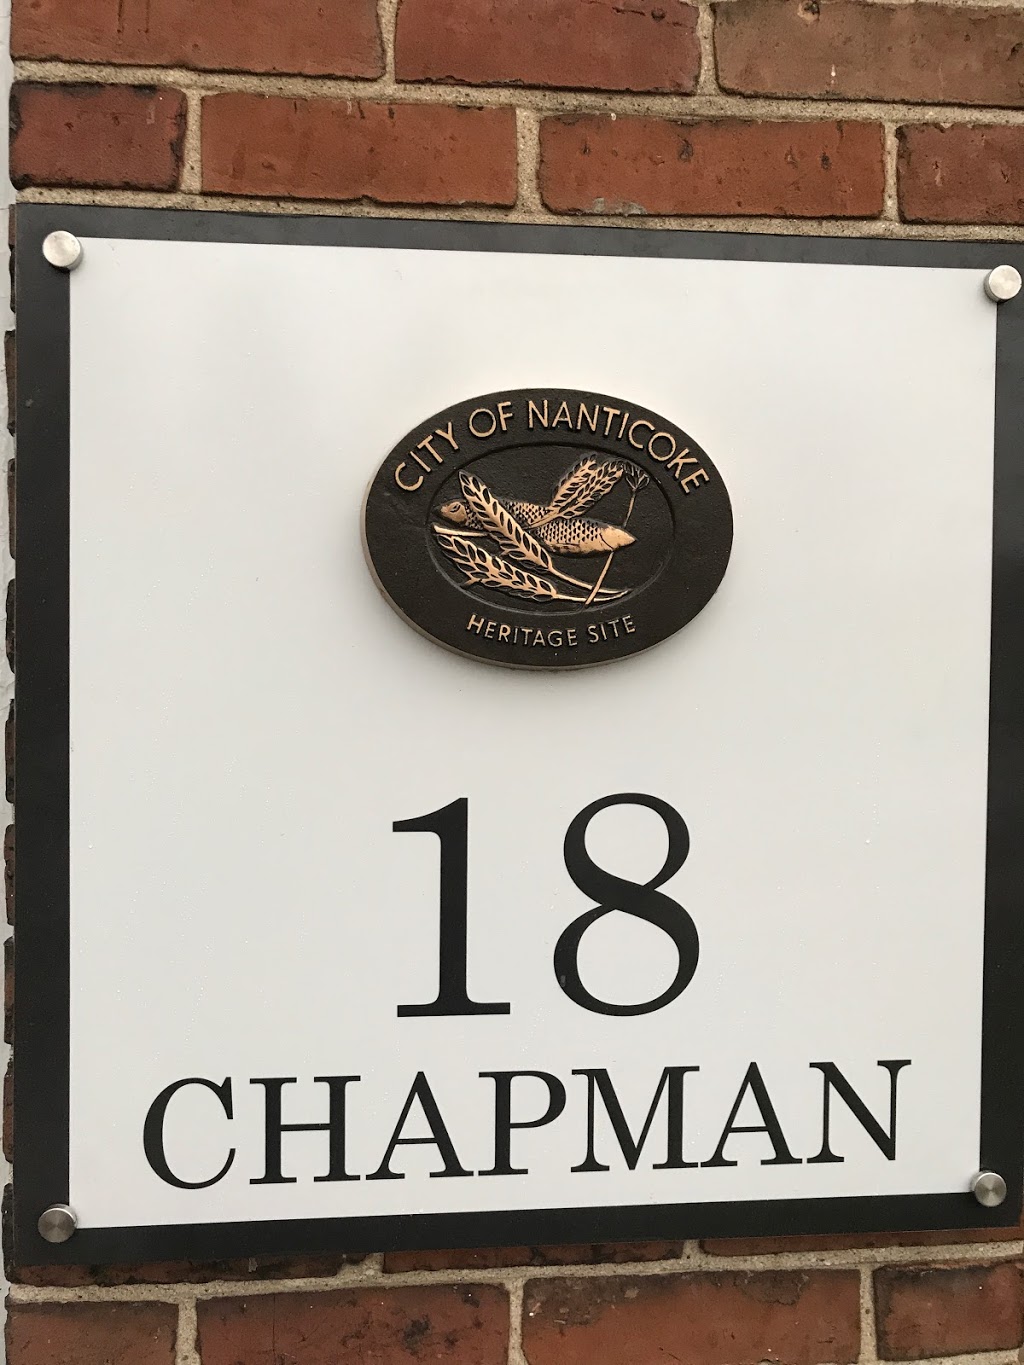 CITY OF NANTICOKE
HERITAGE SITE
18
CHAPMAN